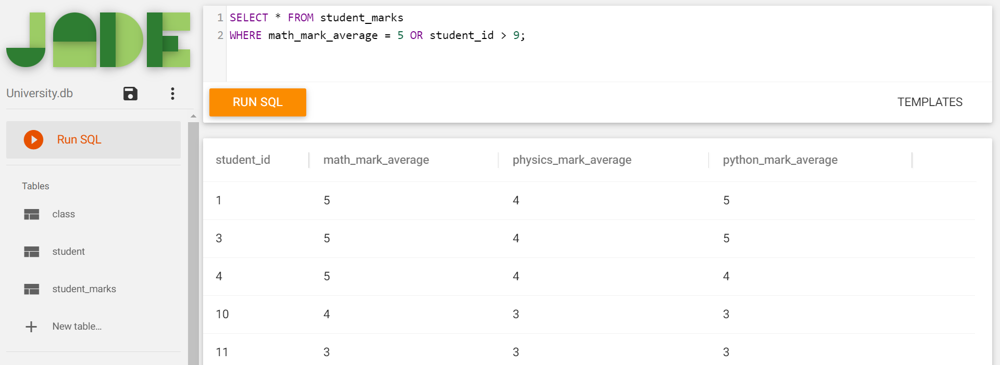 JADE
University.db
Run SQL
Tables
class
student
student_marks
New table...
1 SELECT * FROM student_marks
2 WHERE math_mark_average = 5 OR student_id > 9;
RUN SQL
TEMPLATES
student_id math_mark_average physics_mark_average python_mark_average
1 5 4 5
3 5 4 5
4 5 4 4
10 4 3 3
11 3 3 3